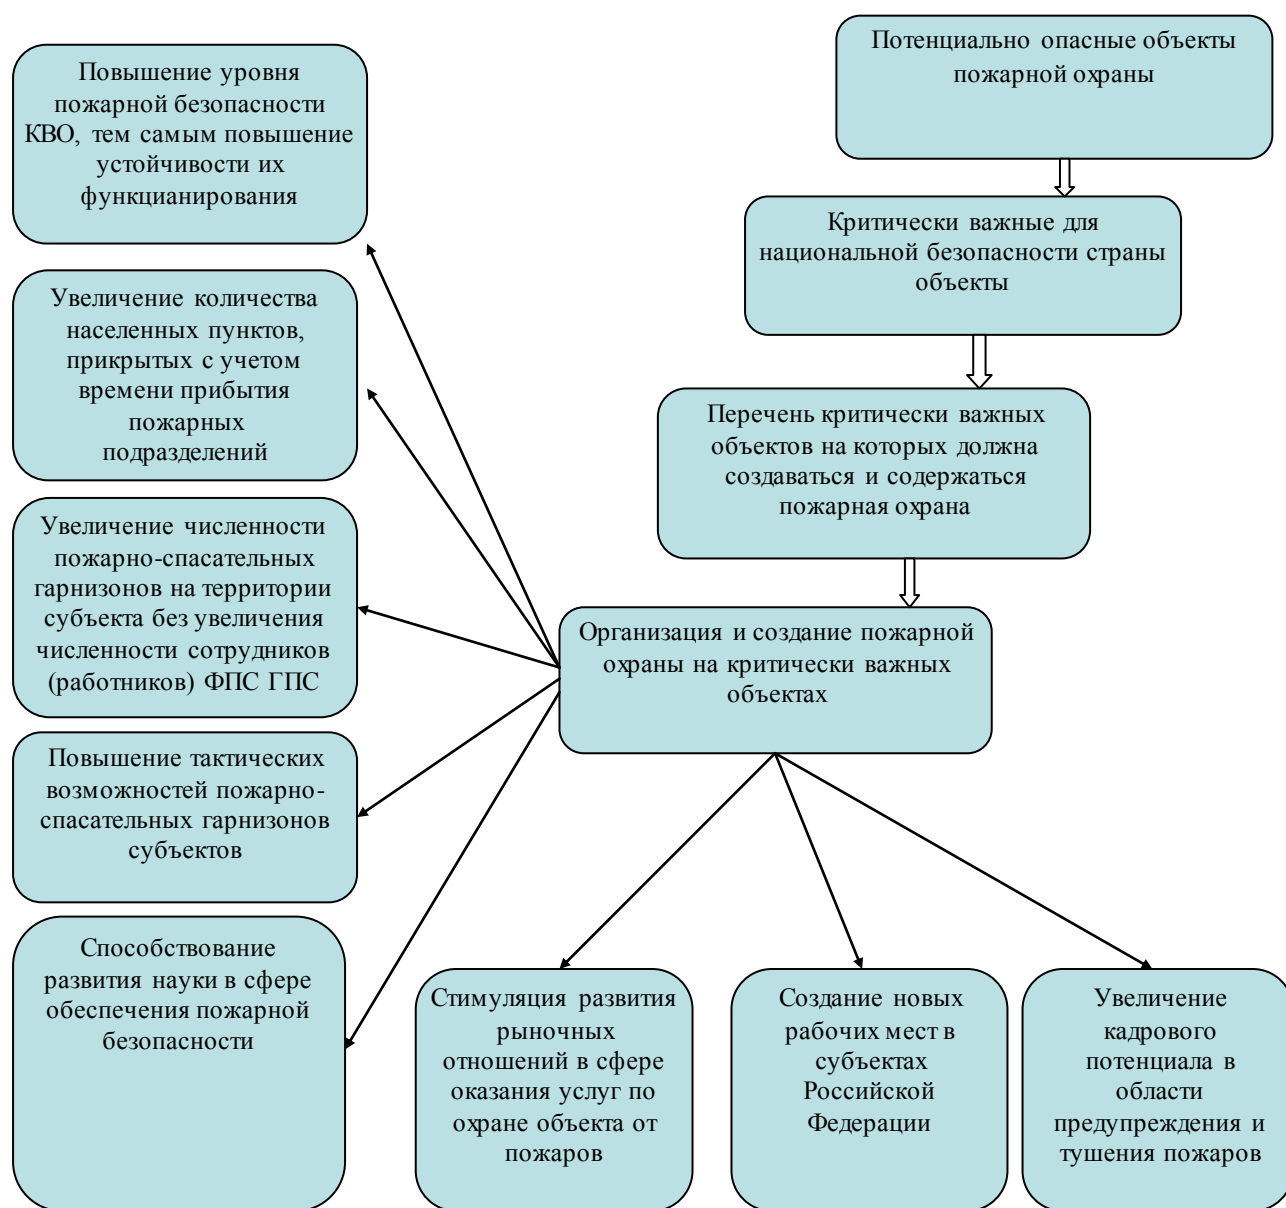 Потенциально опасные объекты
пожарной охраны
Критически важные для
национальной безопасности страны
объекты
Перечень критически важных
объектов на которых должна
создаваться и содержаться
пожарная охрана
Организация и создание пожарной
охраны на критически важных
объектах
Повышение уровня
пожарной безопасности
КВО, тем самым повышение
устойчивости их
функцианирования
Увеличение количества
населенных пунктов,
прикрытых с учетом
времени прибытия
пожарных
подразделений
Увеличение численности
пожарно-спасательных
гарнизонов на территории
субъекта без увеличения
численности сотрудников
(работников) ФПС ГПС
Повышение тактических
возможностей пожарно-
спасательных гарнизонов
субъектов
Способствование
развития науки в сфере
обеспечения пожарной
безопасности
Стимуляция развития
рыночных
отношений в сфере
оказания услуг по
охране объекта от
пожаров
Создание новых
рабочих мест в
субъектах
Российской
Федерации
Увеличение
кадрового
потенциала в
области
предупреждения и
тушения пожаров